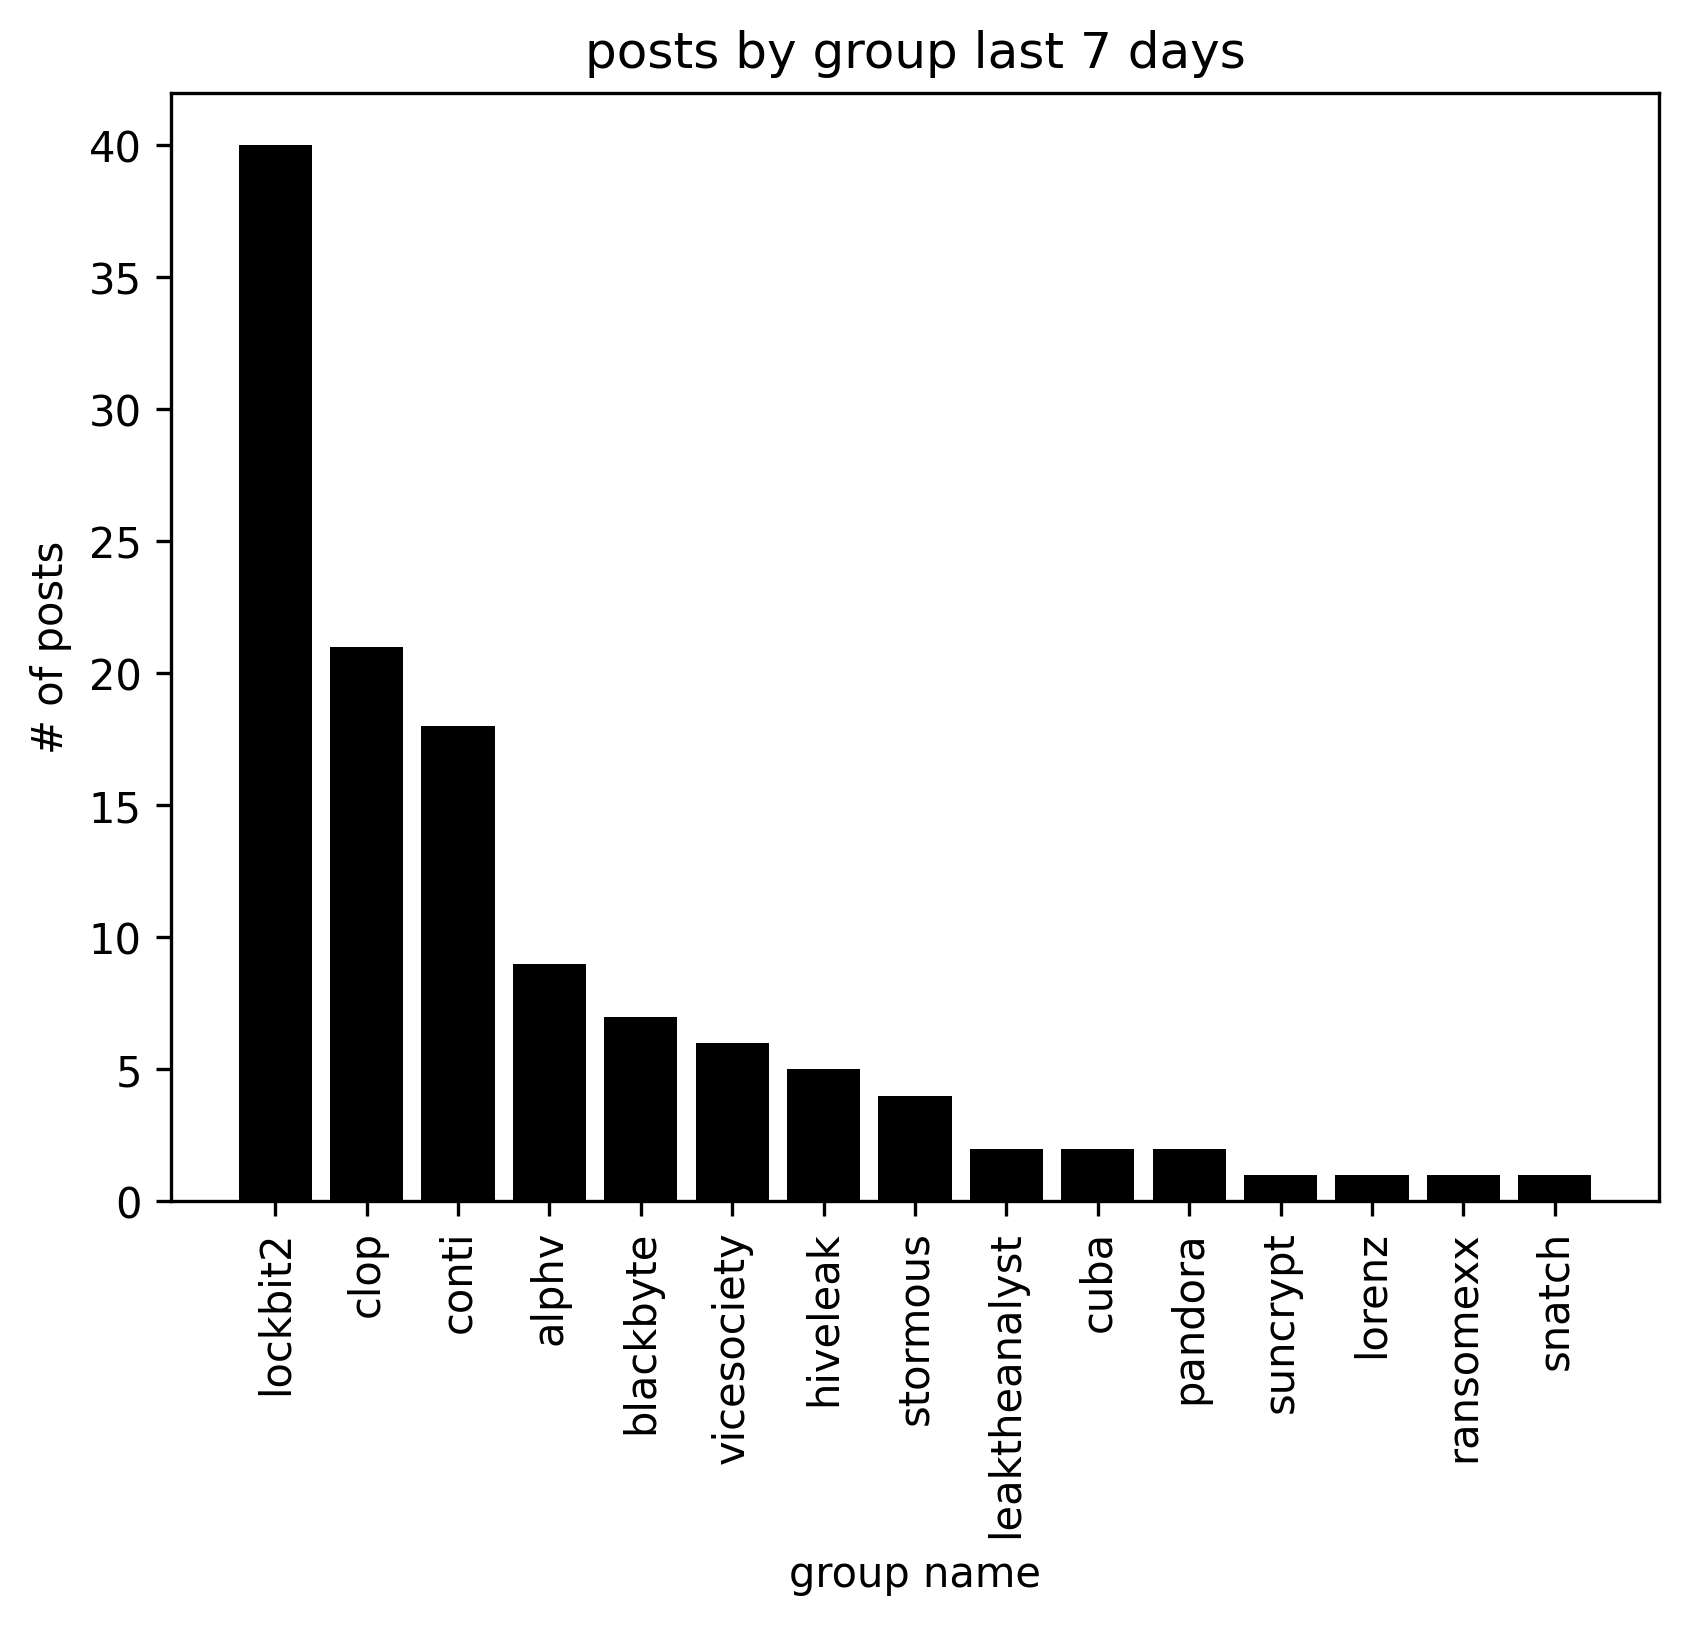 posts by group last 7 days
# of posts
40
35
30
25
20
15
10
5
0
lockbit2
clop
conti
alphv
blackbyte
vicesociety
hiveleak
stormous
leaktheanalyst
cuba
pandora
suncrypt
lorenz
ransomexx
snatch
group name